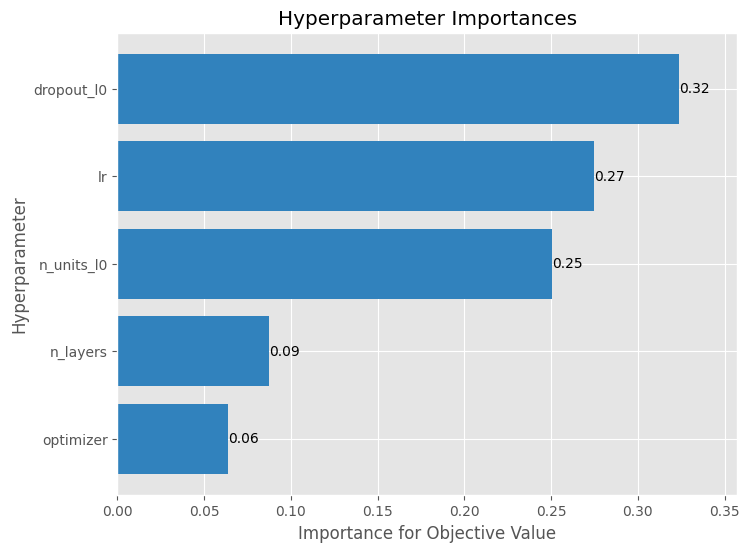 Hyperparameter Importances
Hyperparameter
dropout_l0
0.32
lr
0.27
n_units_l0
0.25
n_layers
0.09
optimizer
0.06
0.00 0.05 0.10 0.15 0.20 0.25 0.30 0.35
Importance for Objective Value